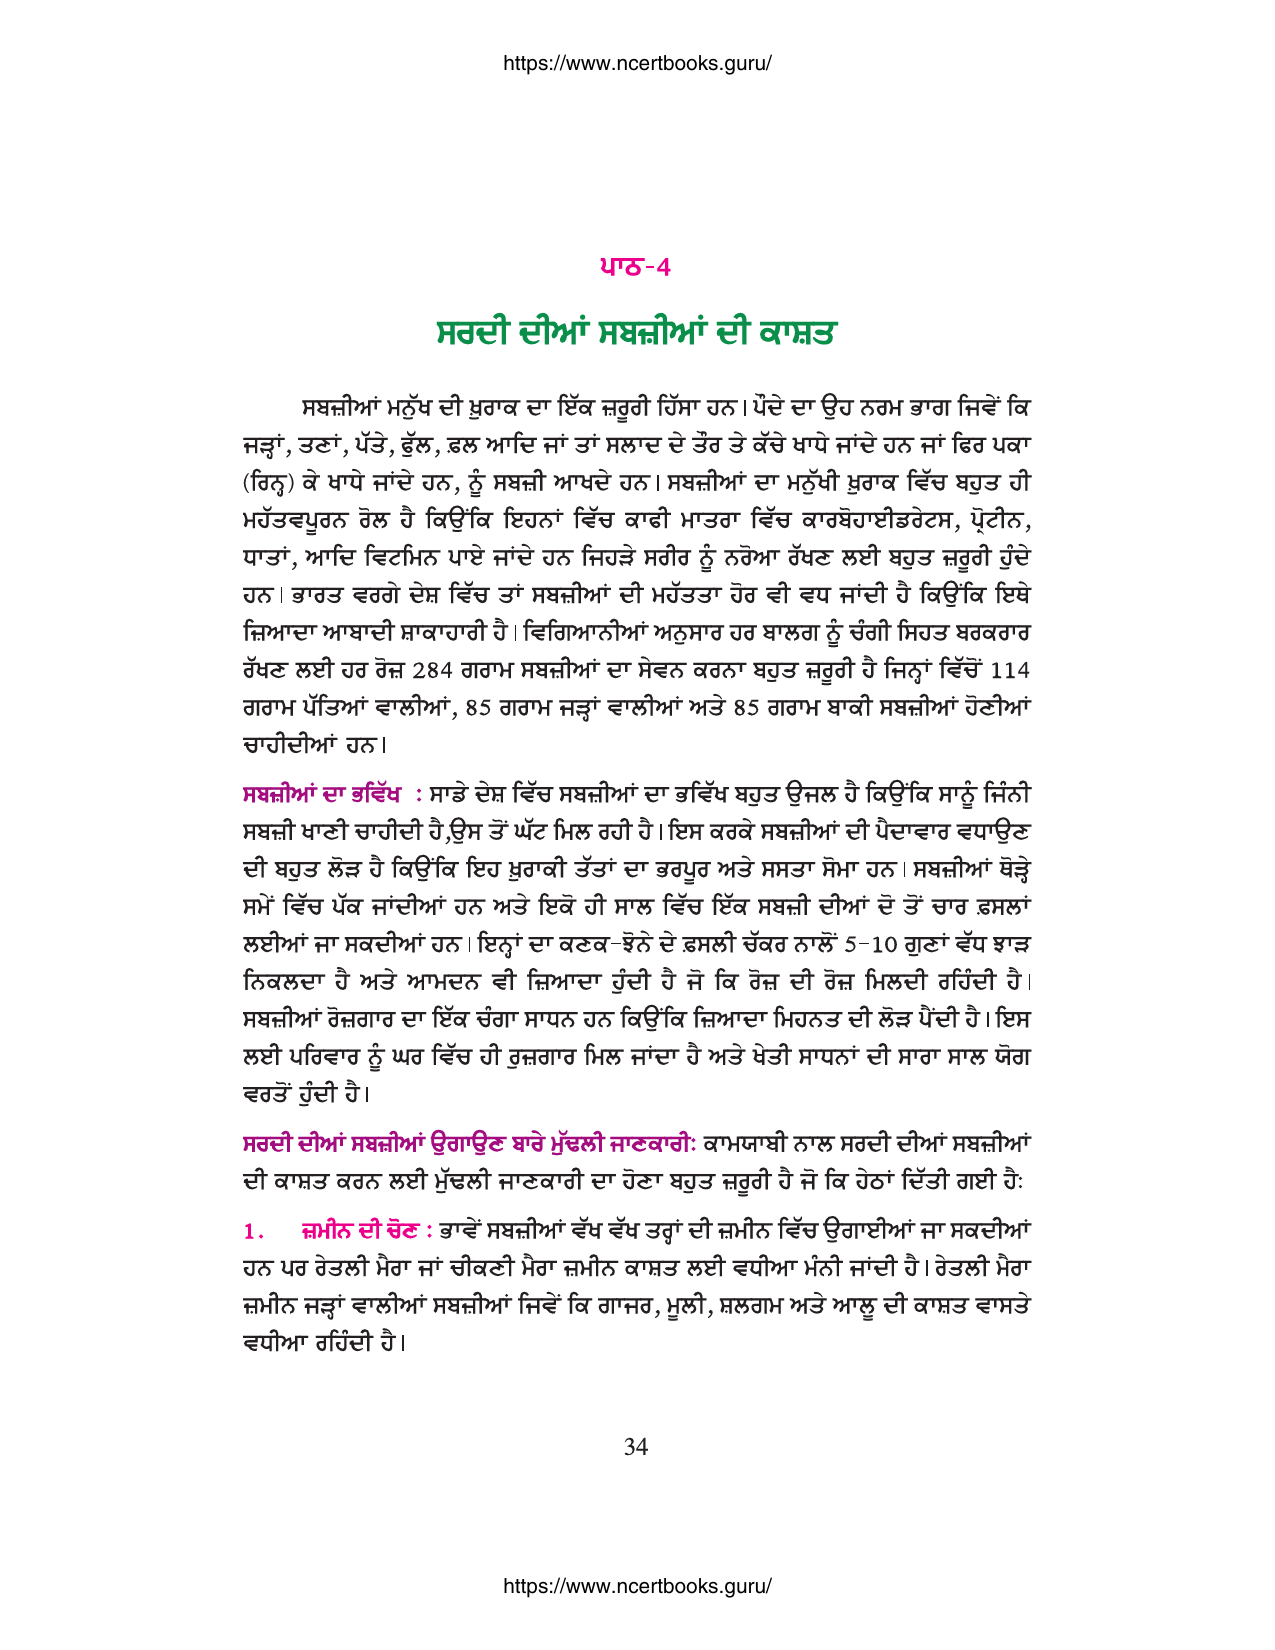 https://www.ncertbooks.guru/
ਪਾਠ-4
ਸਰਦੀ ਦੀਆਂ ਸਬਜ਼ੀਆਂ ਦੀ ਕਾਸ਼ਤ
ਸਬਜ਼ੀਆਂ ਮਨੁੱਖ ਦੀ ਖ਼ੁਰਾਕ ਦਾ ਇੱਕ ਜ਼ਰੂਰੀ ਹਿੱਸਾ ਹਨ। ਪੌਦੇ ਦਾ ਉਹ ਨਰਮ ਭਾਗ ਜਿਵੇਂ ਕਿ
ਜੜ੍ਹਾਂ, ਤਣਾਂ, ਪੱਤੇ, ਫੁੱਲ, ਫ਼ਲ ਆਦਿ ਜਾਂ ਤਾਂ ਸਲਾਦ ਦੇ ਤੌਰ ਤੇ ਕੱਚੇ ਖਾਧੇ ਜਾਂਦੇ ਹਨ ਜਾਂ ਫਿਰ ਪਕਾ
(ਰਿਨ੍ਹ) ਕੇ ਖਾਧੇ ਜਾਂਦੇ ਹਨ, ਨੂੰ ਸਬਜ਼ੀ ਆਖਦੇ ਹਨ। ਸਬਜ਼ੀਆਂ ਦਾ ਮਨੁੱਖੀ ਖ਼ੁਰਾਕ ਵਿੱਚ ਬਹੁਤ ਹੀ
ਮਹੱਤਵਪੂਰਨ ਰੋਲ ਹੈ ਕਿਉਂਕਿ ਇਹਨਾਂ ਵਿੱਚ ਕਾਫੀ ਮਾਤਰਾ ਵਿੱਚ ਕਾਰਬੋਹਾਈਡਰੇਟਸ, ਪ੍ਰੋਟੀਨ,
ਧਾਤਾਂ, ਆਦਿ ਵਿਟਮਿਨ ਪਾਏ ਜਾਂਦੇ ਹਨ ਜਿਹੜੇ ਸਰੀਰ ਨੂੰ ਨਰੋਆ ਰੱਖਣ ਲਈ ਬਹੁਤ ਜ਼ਰੂਰੀ ਹੁੰਦੇ
ਹਨ। ਭਾਰਤ ਵਰਗੇ ਦੇਸ਼ ਵਿੱਚ ਤਾਂ ਸਬਜ਼ੀਆਂ ਦੀ ਮਹੱਤਤਾ ਹੋਰ ਵੀ ਵਧ ਜਾਂਦੀ ਹੈ ਕਿਉਂਕਿ ਇਥੇ
ਜ਼ਿਆਦਾ ਆਬਾਦੀ ਸ਼ਾਕਾਹਾਰੀ ਹੈ। ਵਿਗਿਆਨੀਆਂ ਅਨੁਸਾਰ ਹਰ ਬਾਲਗ ਨੂੰ ਚੰਗੀ ਸਿਹਤ ਬਰਕਰਾਰ
ਰੱਖਣ ਲਈ ਹਰ ਰੋਜ਼ 284 ਗਰਾਮ ਸਬਜ਼ੀਆਂ ਦਾ ਸੇਵਨ ਕਰਨਾ ਬਹੁਤ ਜ਼ਰੂਰੀ ਹੈ ਜਿਨ੍ਹਾਂ ਵਿੱਚੋਂ 114
ਗਰਾਮ ਪੱਤਿਆਂ ਵਾਲੀਆਂ, 85 ਗਰਾਮ ਜੜ੍ਹਾਂ ਵਾਲੀਆਂ ਅਤੇ 85 ਗਰਾਮ ਬਾਕੀ ਸਬਜ਼ੀਆਂ ਹੋਣੀਆਂ
ਚਾਹੀਦੀਆਂ ਹਨ।
ਸਬਜ਼ੀਆਂ ਦਾ ਭਵਿੱਖ : ਸਾਡੇ ਦੇਸ਼ ਵਿੱਚ ਸਬਜ਼ੀਆਂ ਦਾ ਭਵਿੱਖ ਬਹੁਤ ਉਜਲ ਹੈ ਕਿਉਂਕਿ ਸਾਨੂੰ ਜਿੰਨੀ
ਸਬਜ਼ੀ ਖਾਣੀ ਚਾਹੀਦੀ ਹੈ,ਉਸ ਤੋਂ ਘੱਟ ਮਿਲ ਰਹੀ ਹੈ। ਇਸ ਕਰਕੇ ਸਬਜ਼ੀਆਂ ਦੀ ਪੈਦਾਵਾਰ ਵਧਾਉਣ
ਦੀ ਬਹੁਤ ਲੋੜ ਹੈ ਕਿਉਂਕਿ ਇਹ ਖ਼ੁਰਾਕੀ ਤੱਤਾਂ ਦਾ ਭਰਪੂਰ ਅਤੇ ਸਸਤਾ ਸੋਮਾ ਹਨ। ਸਬਜ਼ੀਆਂ ਥੋੜ੍ਹੇ
ਸਮੇਂ ਵਿੱਚ ਪੱਕ ਜਾਂਦੀਆਂ ਹਨ ਅਤੇ ਇਕੋ ਹੀ ਸਾਲ ਵਿੱਚ ਇੱਕ ਸਬਜ਼ੀ ਦੀਆਂ ਦੋ ਤੋਂ ਚਾਰ ਫ਼ਸਲਾਂ
ਲਈਆਂ ਜਾ ਸਕਦੀਆਂ ਹਨ। ਇਨ੍ਹਾਂ ਦਾ ਕਣਕ-ਝੋਨੇ ਦੇ ਫ਼ਸਲੀ ਚੱਕਰ ਨਾਲੋਂ 5-10 ਗੁਣਾਂ ਵੱਧ ਝਾੜ
ਨਿਕਲਦਾ ਹੈ ਅਤੇ ਆਮਦਨ ਵੀ ਜ਼ਿਆਦਾ ਹੁੰਦੀ ਹੈ ਜੋ ਕਿ ਰੋਜ਼ ਦੀ ਰੋਜ਼ ਮਿਲਦੀ ਰਹਿੰਦੀ ਹੈ।
ਸਬਜ਼ੀਆਂ ਰੋਜ਼ਗਾਰ ਦਾ ਇੱਕ ਚੰਗਾ ਸਾਧਨ ਹਨ ਕਿਉਂਕਿ ਜ਼ਿਆਦਾ ਮਿਹਨਤ ਦੀ ਲੋੜ ਪੈਂਦੀ ਹੈ। ਇਸ
ਲਈ ਪਰਿਵਾਰ ਨੂੰ ਘਰ ਵਿੱਚ ਹੀ ਰੁਜ਼ਗਾਰ ਮਿਲ ਜਾਂਦਾ ਹੈ ਅਤੇ ਖੇਤੀ ਸਾਧਨਾਂ ਦੀ ਸਾਰਾ ਸਾਲ ਯੋਗ
ਵਰਤੋਂ ਹੁੰਦੀ ਹੈ।
ਸਰਦੀ ਦੀਆਂ ਸਬਜ਼ੀਆਂ ਉਗਾਉਣ ਬਾਰੇ ਮੁੱਢਲੀ ਜਾਣਕਾਰੀ: ਕਾਮਯਾਬੀ ਨਾਲ ਸਰਦੀ ਦੀਆਂ ਸਬਜ਼ੀਆਂ
ਦੀ ਕਾਸ਼ਤ ਕਰਨ ਲਈ ਮੁੱਢਲੀ ਜਾਣਕਾਰੀ ਦਾ ਹੋਣਾ ਬਹੁਤ ਜ਼ਰੂਰੀ ਹੈ ਜੋ ਕਿ ਹੇਠਾਂ ਦਿੱਤੀ ਗਈ ਹੈ:
1. ਜ਼ਮੀਨ ਦੀ ਚੋਣ : ਭਾਵੇਂ ਸਬਜ਼ੀਆਂ ਵੱਖ ਵੱਖ ਤਰ੍ਹਾਂ ਦੀ ਜ਼ਮੀਨ ਵਿੱਚ ਉਗਾਈਆਂ ਜਾ ਸਕਦੀਆਂ
ਹਨ ਪਰ ਰੇਤਲੀ ਮੈਰਾ ਜਾਂ ਚੀਕਣੀ ਮੈਰਾ ਜ਼ਮੀਨ ਕਾਸ਼ਤ ਲਈ ਵਧੀਆ ਮੰਨੀ ਜਾਂਦੀ ਹੈ। ਰੇਤਲੀ ਮੈਰਾ
ਜ਼ਮੀਨ ਜੜ੍ਹਾਂ ਵਾਲੀਆਂ ਸਬਜ਼ੀਆਂ ਜਿਵੇਂ ਕਿ ਗਾਜਰ, ਮੂਲੀ, ਸ਼ਲਗਮ ਅਤੇ ਆਲੂ ਦੀ ਕਾਸ਼ਤ ਵਾਸਤੇ
ਵਧੀਆ ਰਹਿੰਦੀ ਹੈ।
34
https://www.ncertbooks.guru/